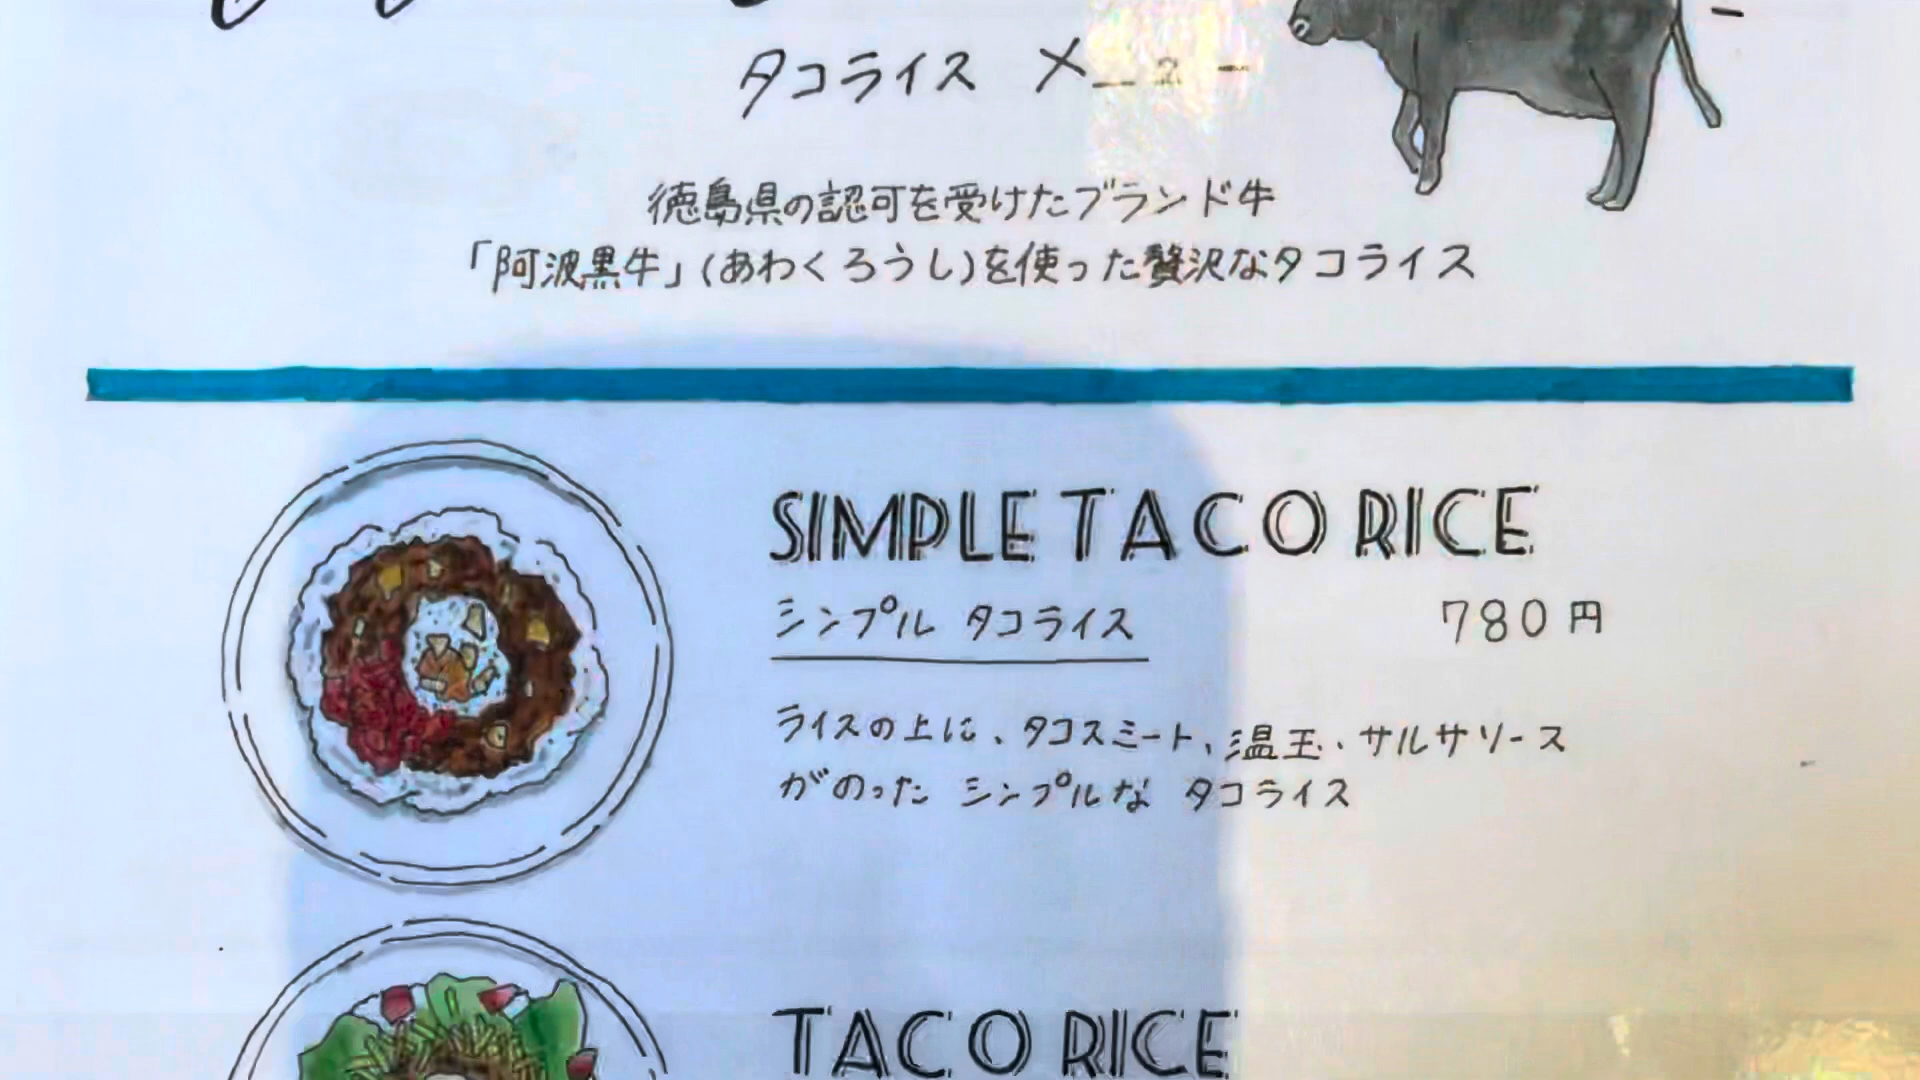 タコライス メニュー
徳島県の認可を受けたブランド牛
「阿波黒牛」(あわくろうし)を使った贅沢なタコライス
SIMPLE TACO RICE
シンプル タコライス
780円
ライスの上に、タコスミート、温玉、サルサソース
がのった シンプルな タコライス
TACO RICE